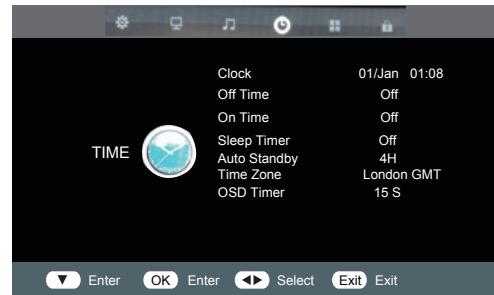 Clock 01/Jan 01:08
Off Time Off
On Time Off
TIME
Sleep Timer Off
Auto Standby 4H
Time Zone London GMT
OSD Timer 15 S
▼ Enter OK Enter ◀▶ Select Exit Exit